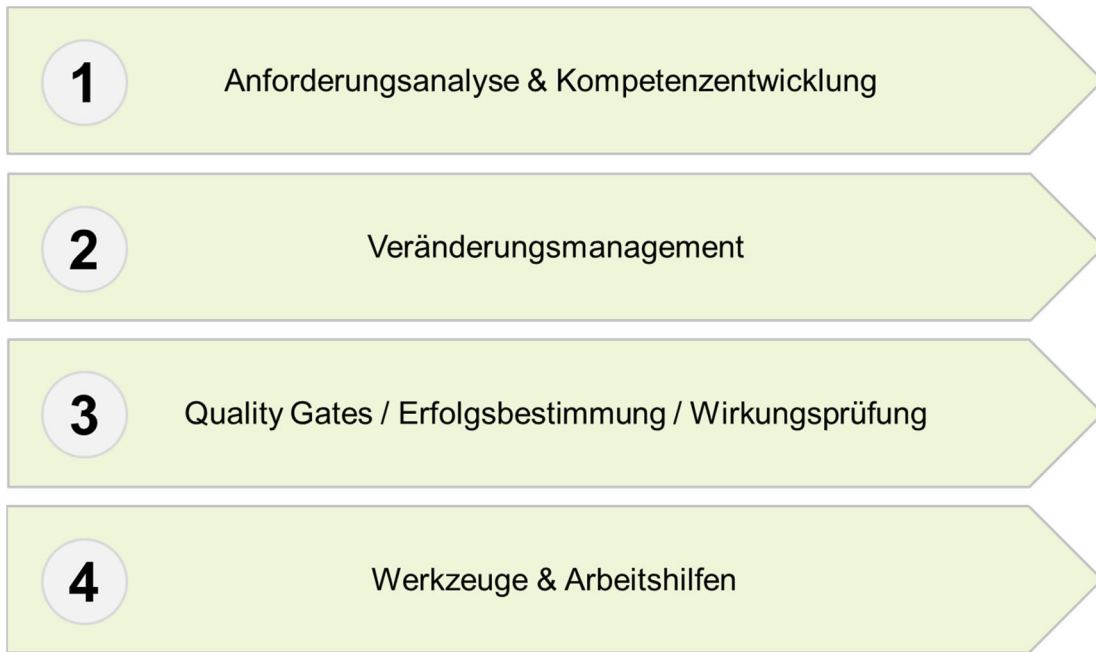 1 Anforderungsanalyse & Kompetenzentwicklung
2 Veränderungsmanagement
3 Quality Gates / Erfolgsbestimmung / Wirkungsprüfung
4 Werkzeuge & Arbeitshilfen